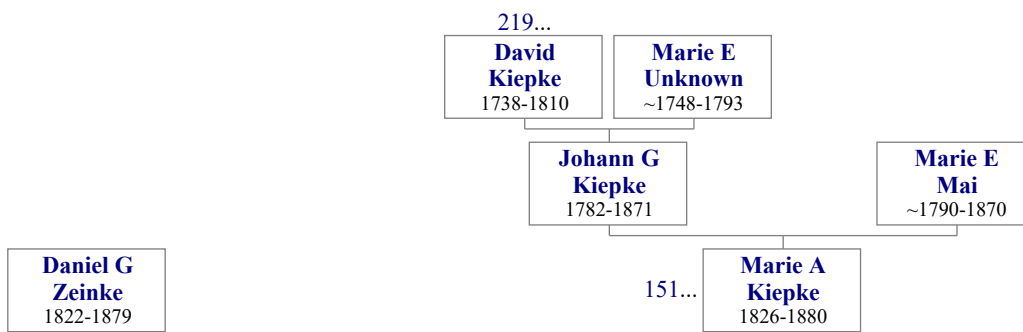 219...
David
Kiepke
1738-1810
Marie E
Unknown
~1748-1793
Johann G
Kiepke
1782-1871
Marie E
Mai
~1790-1870
Daniel G
Zeinke
1822-1879
151...
Marie A
Kiepke
1826-1880